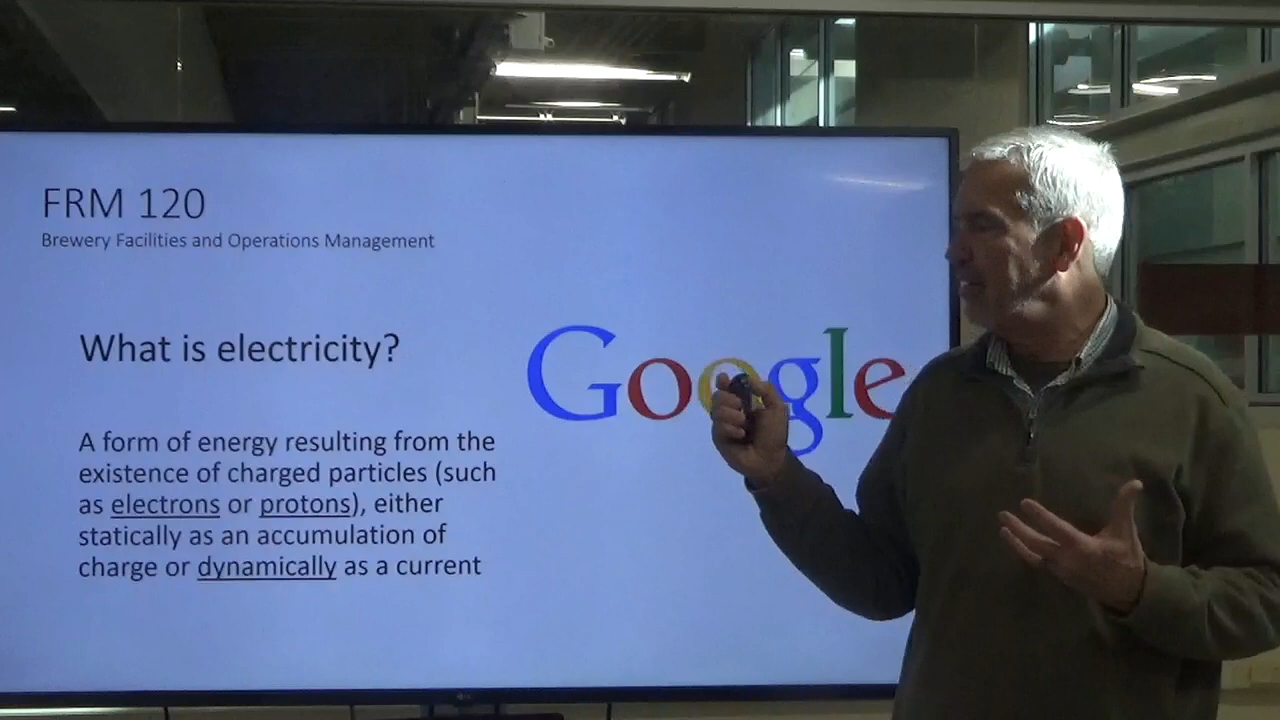 FRM 120
Brewery Facilities and Operations Management
What is electricity?
Google
A form of energy resulting from the
existence of charged particles (such
as electrons or protons), either
statically as an accumulation of
charge or dynamically as a current